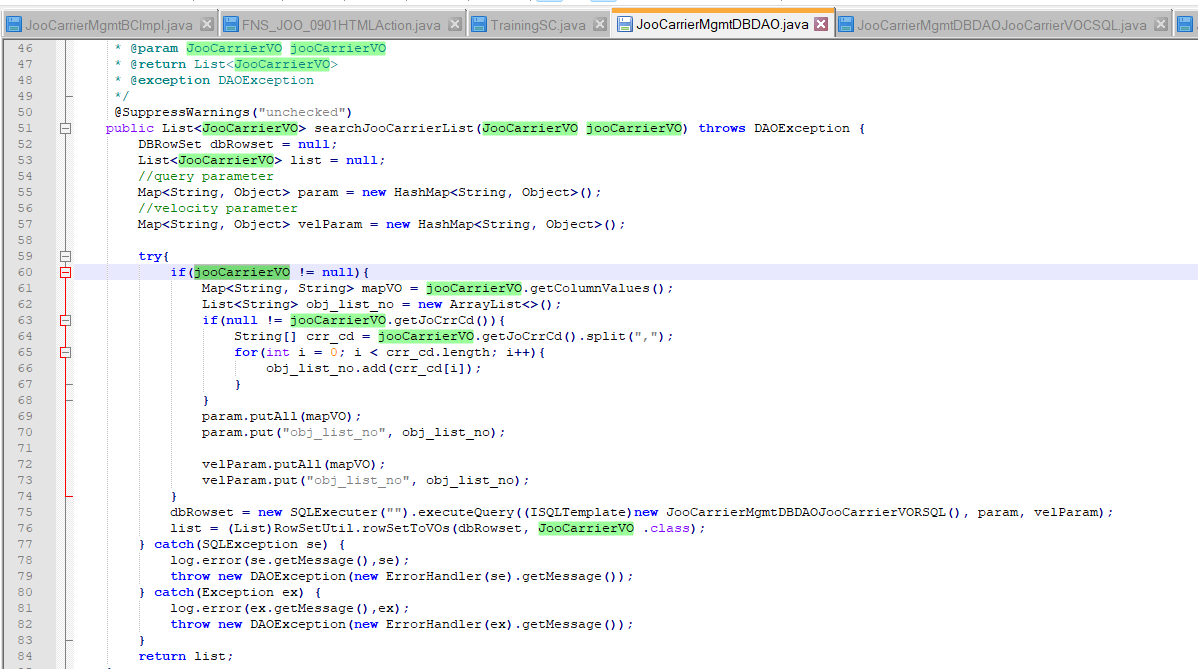 JooCarrierMgmtBCImpl.java FNS_JOO_0901HTMLAction.java TrainingSC.java JooCarrierMgmtDBDAO.java JooCarrierMgmtDBDAOJooCarrierVOCSQL.java
46 * @param JooCarrierVO jooCarrierVO
47 * @return List<JooCarrierVO>
48 * @exception DAOException
49 */
50 @SuppressWarnings("unchecked")
51 public List<JooCarrierVO> searchJooCarrierList(JooCarrierVO jooCarrierVO) throws DAOException {
52 DBRowSet dbRowset = null;
53 List<JooCarrierVO> list = null;
54 //query parameter
55 Map<String, Object> param = new HashMap<String, Object>();
56 //velocity parameter
57 Map<String, Object> velParam = new HashMap<String, Object>();
58
59 try{
60 if(jooCarrierVO != null){
61 Map<String, String> mapVO = jooCarrierVO.getColumnValues();
62 List<String> obj_list_no = new ArrayList<>();
63 if(null != jooCarrierVO.getJoCrrCd()){
64 String[] crr_cd = jooCarrierVO.getJoCrrCd().split(",");
65 for(int i = 0; i < crr_cd.length; i++){
66 obj_list_no.add(crr_cd[i]);
67 }
68 }
69 param.putAll(mapVO);
70 param.put("obj_list_no", obj_list_no);
71
72 velParam.putAll(mapVO);
73 velParam.put("obj_list_no", obj_list_no);
74 }
75 dbRowset = new SQLExecuter("").executeQuery((ISQLTemplate)new JooCarrierMgmtDBDAOJooCarrierVORSQL(), param, velParam);
76 list = (List)RowSetUtil.rowSetToVOs(dbRowset, JooCarrierVO .class);
77 } catch(SQLException se) {
78 log.error(se.getMessage(),se);
79 throw new DAOException(new ErrorHandler(se).getMessage());
80 } catch(Exception ex) {
81 log.error(ex.getMessage(),ex);
82 throw new DAOException(new ErrorHandler(ex).getMessage());
83 }
84 return list;